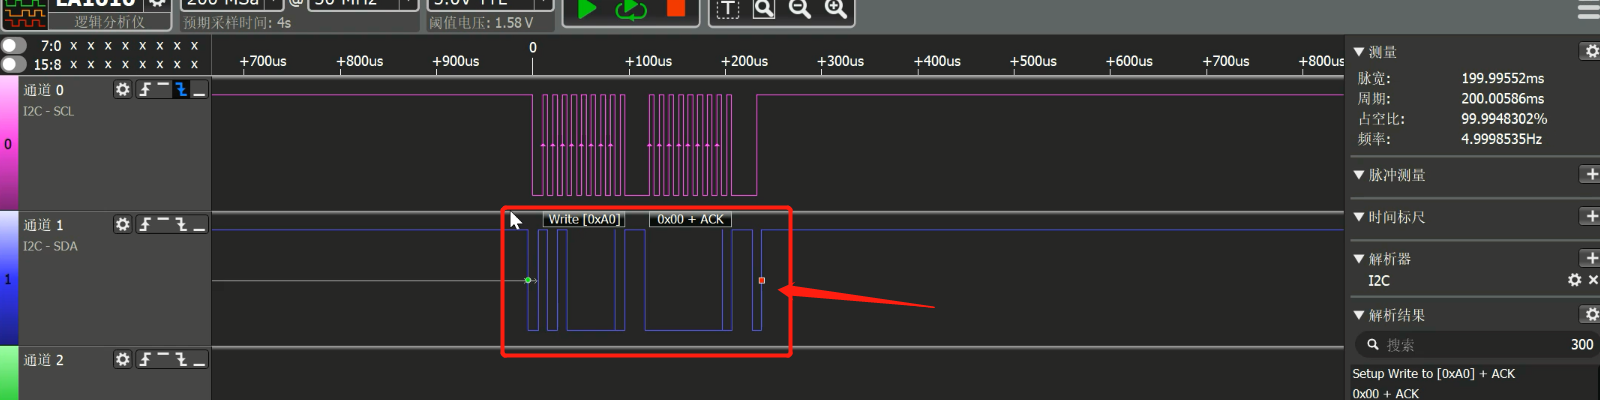 LA1010 200 MSa @ 50 MHz 3.0V TTL
逻辑分析仪 预期采样时间: 4s 阈值电压: 1.58 V
7:0 x x x x x x x x
15:8 x x x x x x x x
0
+700us +800us +900us +100us +200us +300us +400us +500us +600us +700us +800us
通道 0
I2C - SCL
0
通道 1
I2C - SDA
1
Write [0xA0] 0x00 + ACK
通道 2
测量
脉宽: 199.99552ms
周期: 200.00586ms
占空比: 99.9948302%
频率: 4.9998535Hz
脉冲测量
时间标尺
解析器
I2C
解析结果
搜索 300
Setup Write to [0xA0] + ACK
0x00 + ACK